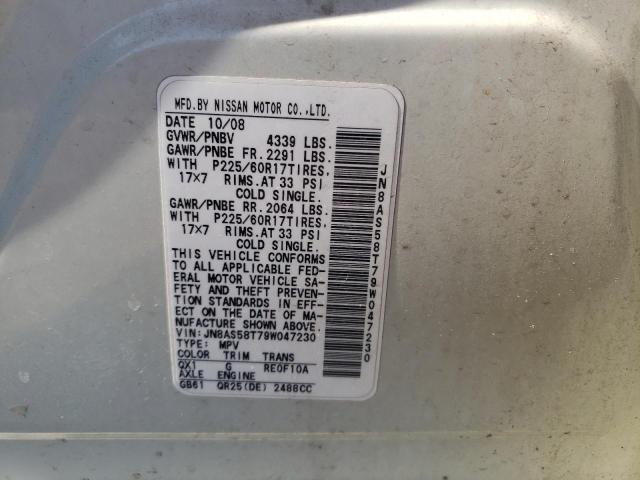 MFD.BY NISSAN MOTOR CO.,LTD.
DATE 10/08
GVWR/PNBV 4339 LBS.
GAWR/PNBE FR.2291 LBS.
WITH P225/60R17TIRES,
17×7 RIMS.AT 33 PSI
COLD SINGLE.
GAWR/PNBE RR.2064 LBS.
WITH P225/60R17TIRES,
17×7 RIMS.AT 33 PSI
COLD SINGLE.
THIS VEHICLE CONFORMS
TO ALL APPLICABLE FED-
ERAL MOTOR VEHICLE SA-
FETY AND THEFT PREVEN-
TION STANDARDS IN EFF-
ECT ON THE DATE OF MA-
NUFACTURE SHOWN ABOVE.
VIN: JN8AS58T79W047230
TYPE: MPV
COLOR TRIM TRANS
QX1 G RE0F10A
AXLE ENGINE
GB61 QR25(DE) 2488CC
JN8AS58T79W047230